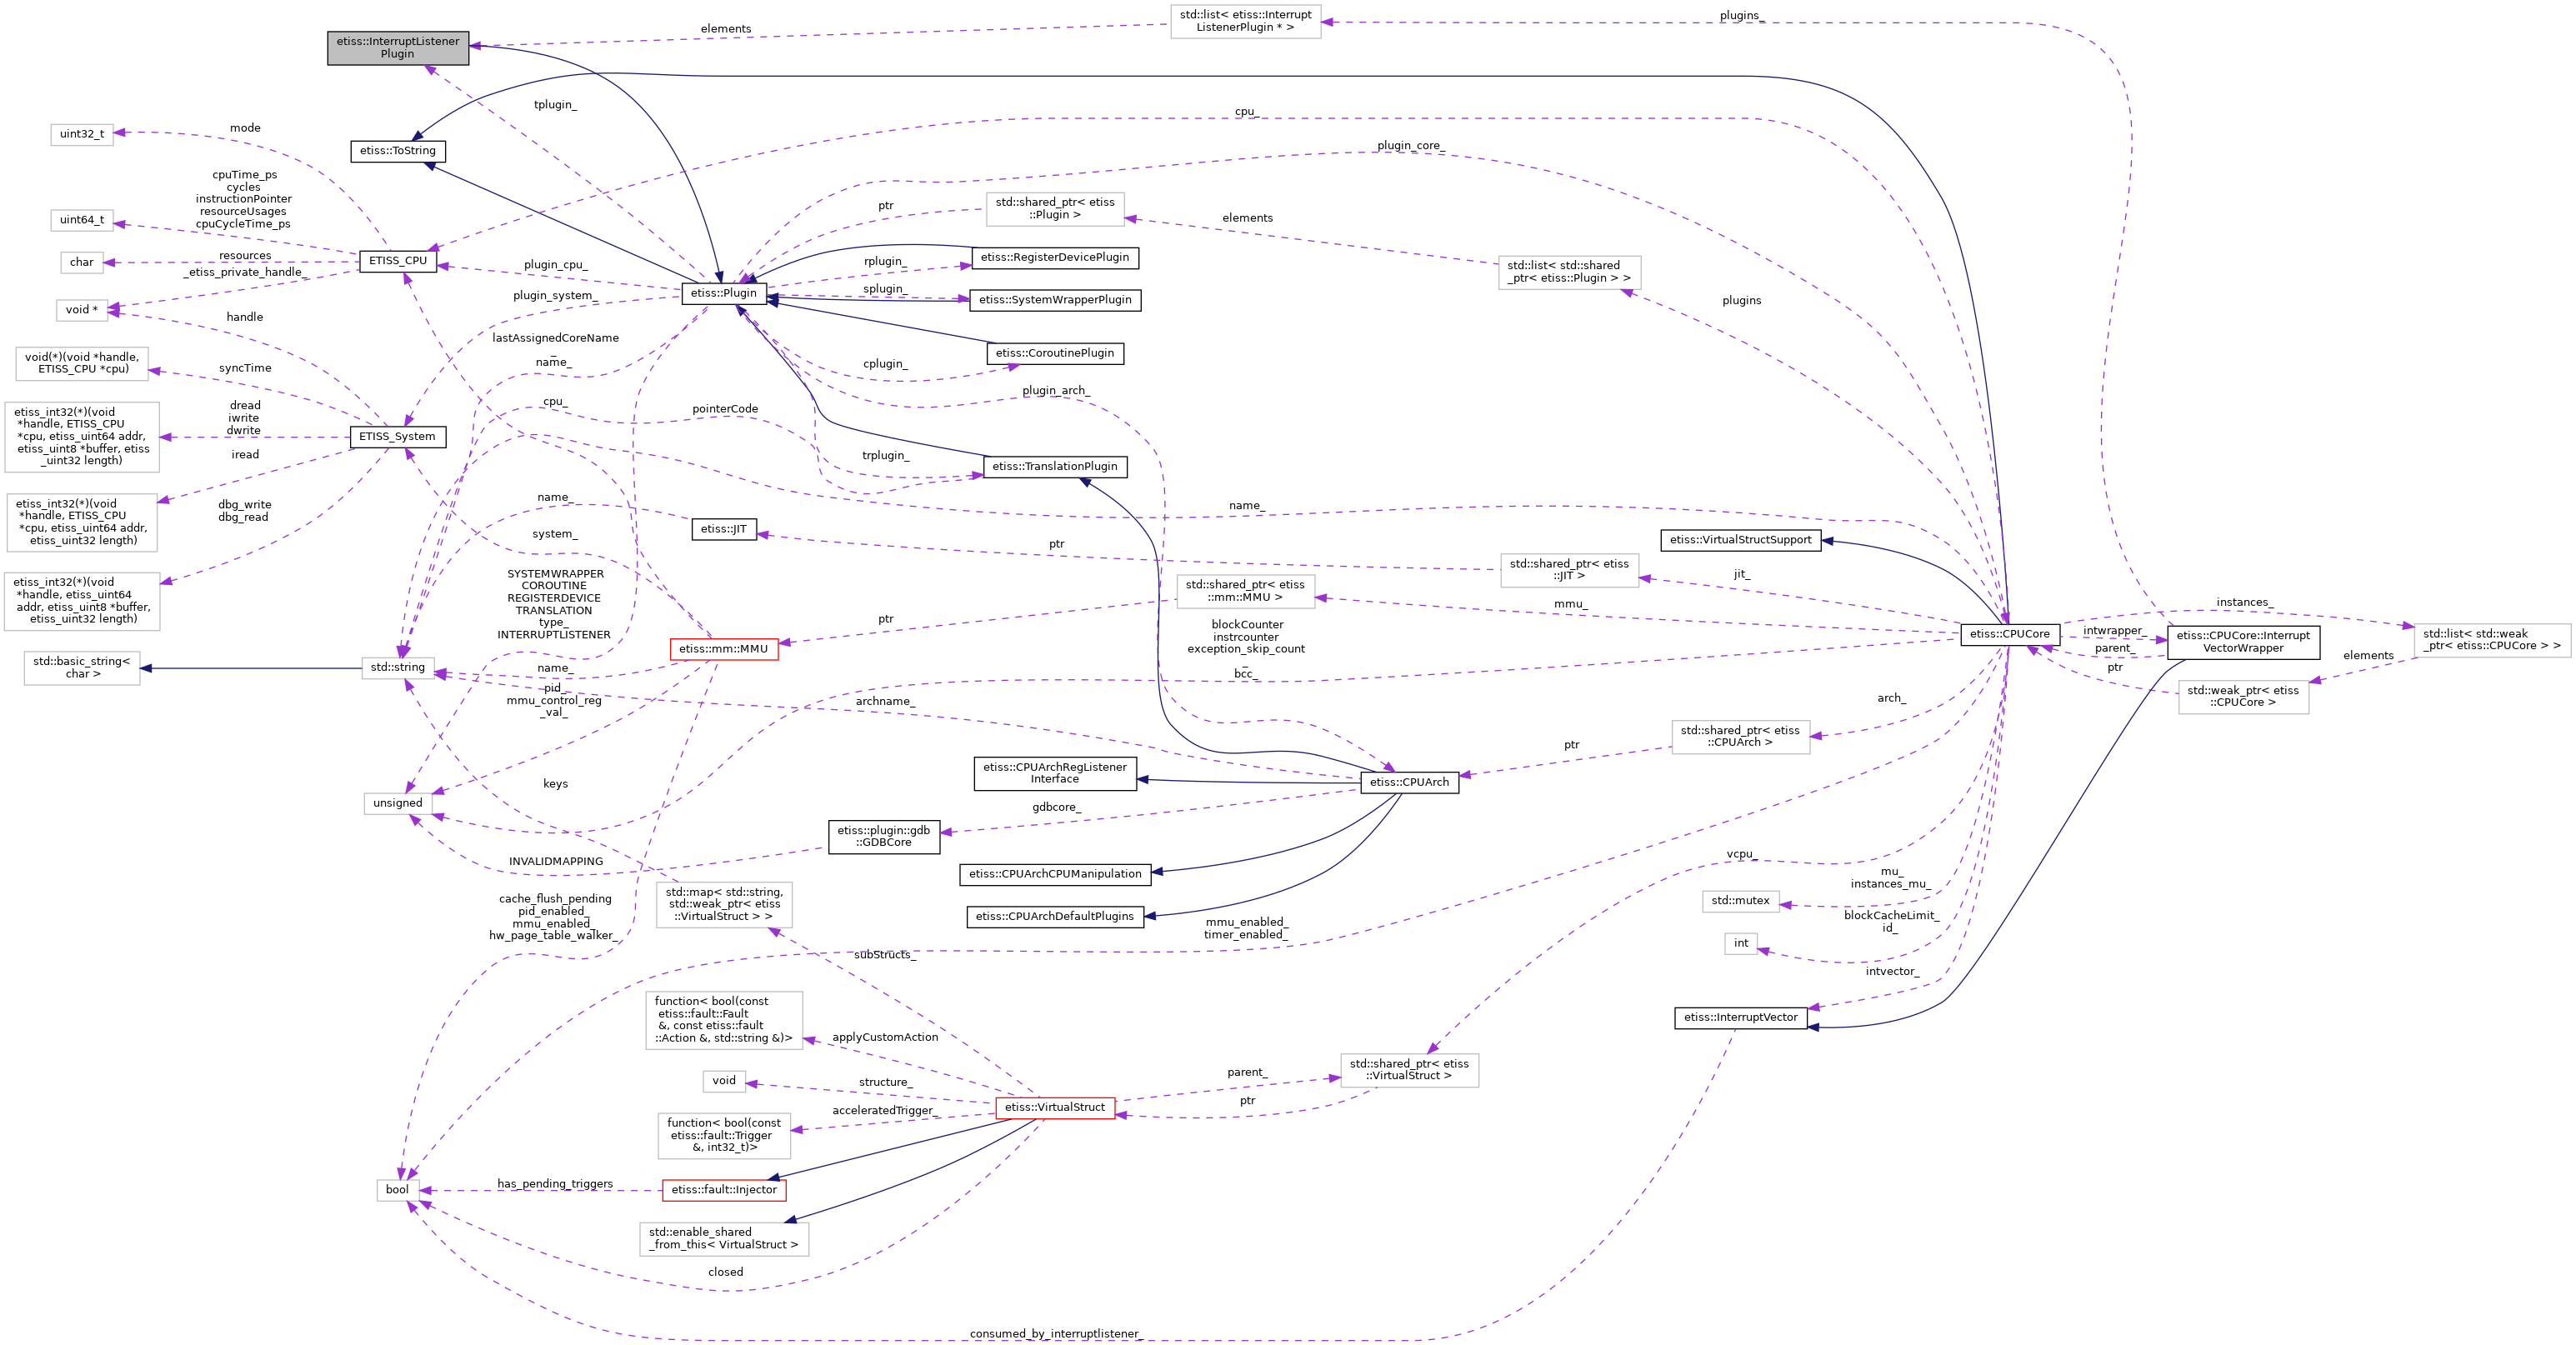 std::list< etiss::Interrupt
ListenerPlugin * >
plugins_
elements
etiss::InterruptListener
Plugin
tplugin_
cpu_
uint32_t
mode
etiss::ToString
plugin_core_
cpuTime_ps
cycles
instructionPointer
resourceUsages
cpuCycleTime_ps
uint64_t
std::shared_ptr< etiss
::Plugin >
ptr
elements
char
resources
ETISS_CPU
_etiss_private_handle_
plugin_cpu_
rplugin_
etiss::RegisterDevicePlugin
std::list< std::shared
_ptr< etiss::Plugin > >
plugins
void *
handle
plugin_system_
etiss::Plugin
splugin_
etiss::SystemWrapperPlugin
void(*)(void *handle,
ETISS_CPU *cpu)
syncTime
lastAssignedCoreName
_
name_
cplugin_
etiss::CoroutinePlugin
plugin_arch_
etiss_int32(*)(void
*handle, ETISS_CPU
*cpu, etiss_uint64 addr,
etiss_uint8 *buffer, etiss
_uint32 length)
dread
iwrite
dwrite
ETISS_System
cpu_
pointerCode
iread
trplugin_
etiss::TranslationPlugin
etiss_int32(*)(void
*handle, ETISS_CPU
*cpu, etiss_uint64 addr,
etiss_uint32 length)
dbg_write
dbg_read
name_
name_
system_
etiss::JIT
ptr
etiss::VirtualStructSupport
etiss_int32(*)(void
*handle, etiss_uint64
addr, etiss_uint8 *buffer,
etiss_uint32 length)
SYSTEMWRAPPER
COROUTINE
REGISTERDEVICE
TRANSLATION
type_
INTERRUPTLISTENER
std::shared_ptr< etiss
::JIT >
jit_
std::shared_ptr< etiss
::mm::MMU >
mmu_
ptr
etiss::mm::MMU
blockCounter
instrcounter
exception_skip_count
_
bcc_
etiss::CPUCore
instances_
intwrapper_
parent_
ptr
etiss::CPUCore::Interrupt
VectorWrapper
std::list< std::weak
_ptr< etiss::CPUCore > >
elements
std::weak_ptr< etiss
::CPUCore >
std::basic_string<
char >
std::string
name_
pid_
mmu_control_reg
_val_
archname_
arch_
std::shared_ptr< etiss
::CPUArch >
ptr
etiss::CPUArchRegListener
Interface
etiss::CPUArch
unsigned
keys
gdbcore_
etiss::plugin::gdb
::GDBCore
INVALIDMAPPING
etiss::CPUArchCPUManipulation
vcpu_
mu_
instances_mu_
std::mutex
std::map< std::string,
std::weak_ptr< etiss
::VirtualStruct > >
cache_flush_pending
pid_enabled_
mmu_enabled_
hw_page_table_walker_
etiss::CPUArchDefaultPlugins
mmu_enabled_
timer_enabled_
blockCacheLimit_
id_
int
subStructs_
intvector_
function< bool(const
etiss::fault::Fault
&, const etiss::fault
::Action &, std::string &)>
applyCustomAction
etiss::InterruptVector
void
structure_
parent_
std::shared_ptr< etiss
::VirtualStruct >
ptr
etiss::VirtualStruct
acceleratedTrigger_
function< bool(const
etiss::fault::Trigger
&, int32_t)>
bool
has_pending_triggers
etiss::fault::Injector
std::enable_shared
_from_this< VirtualStruct >
closed
consumed_by_interruptlistener_